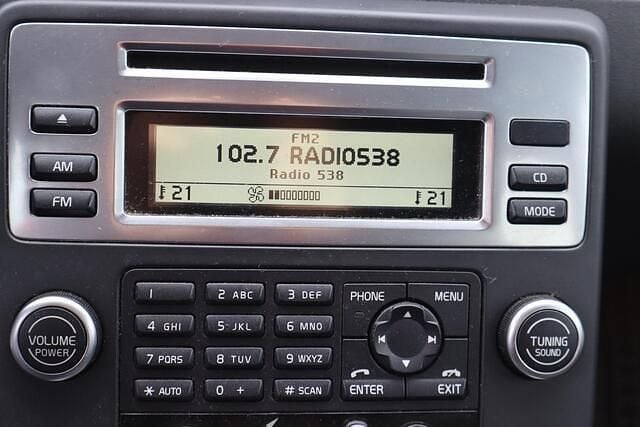 FM2
102.7 RADIO538
Radio 538
21 21
AM
FM
CD
MODE
1 2 ABC 3 DEF
4 GHI 5 JKL 6 MNO
7 PQRS 8 TUV 9 WXYZ
* AUTO 0 + # SCAN
PHONE MENU
ENTER EXIT
VOLUME
POWER
TUNING
SOUND